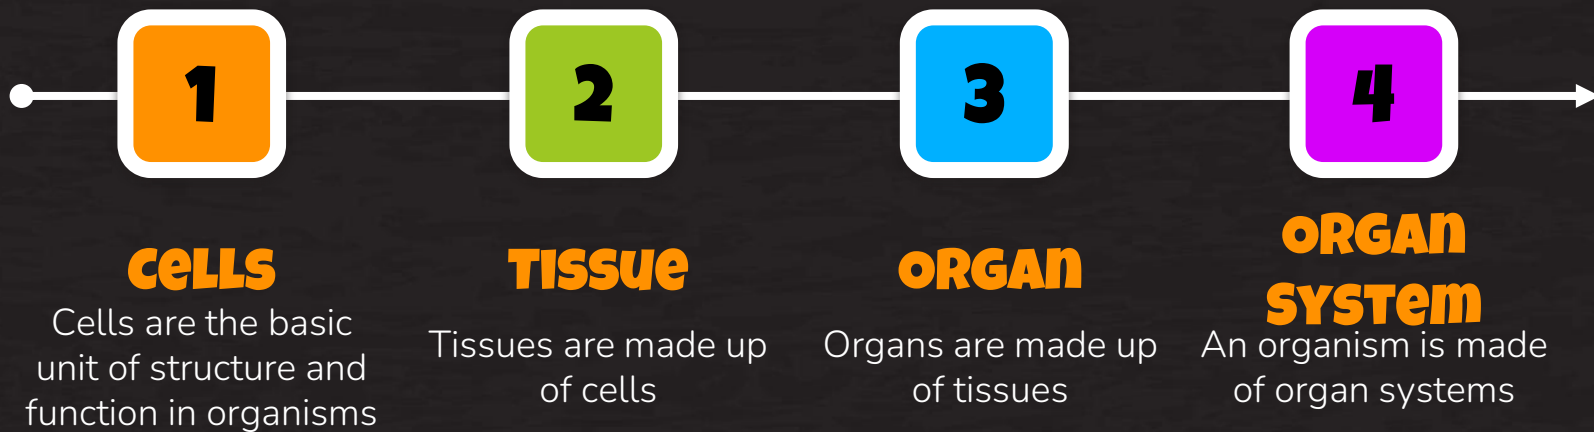 1
2
3
4
CeLLS
Cells are the basic
unit of structure and
function in organisms
TISSue
Tissues are made up
of cells
ORGAn
Organs are made up
of tissues
ORGAn
SYSTem
An organism is made
of organ systems